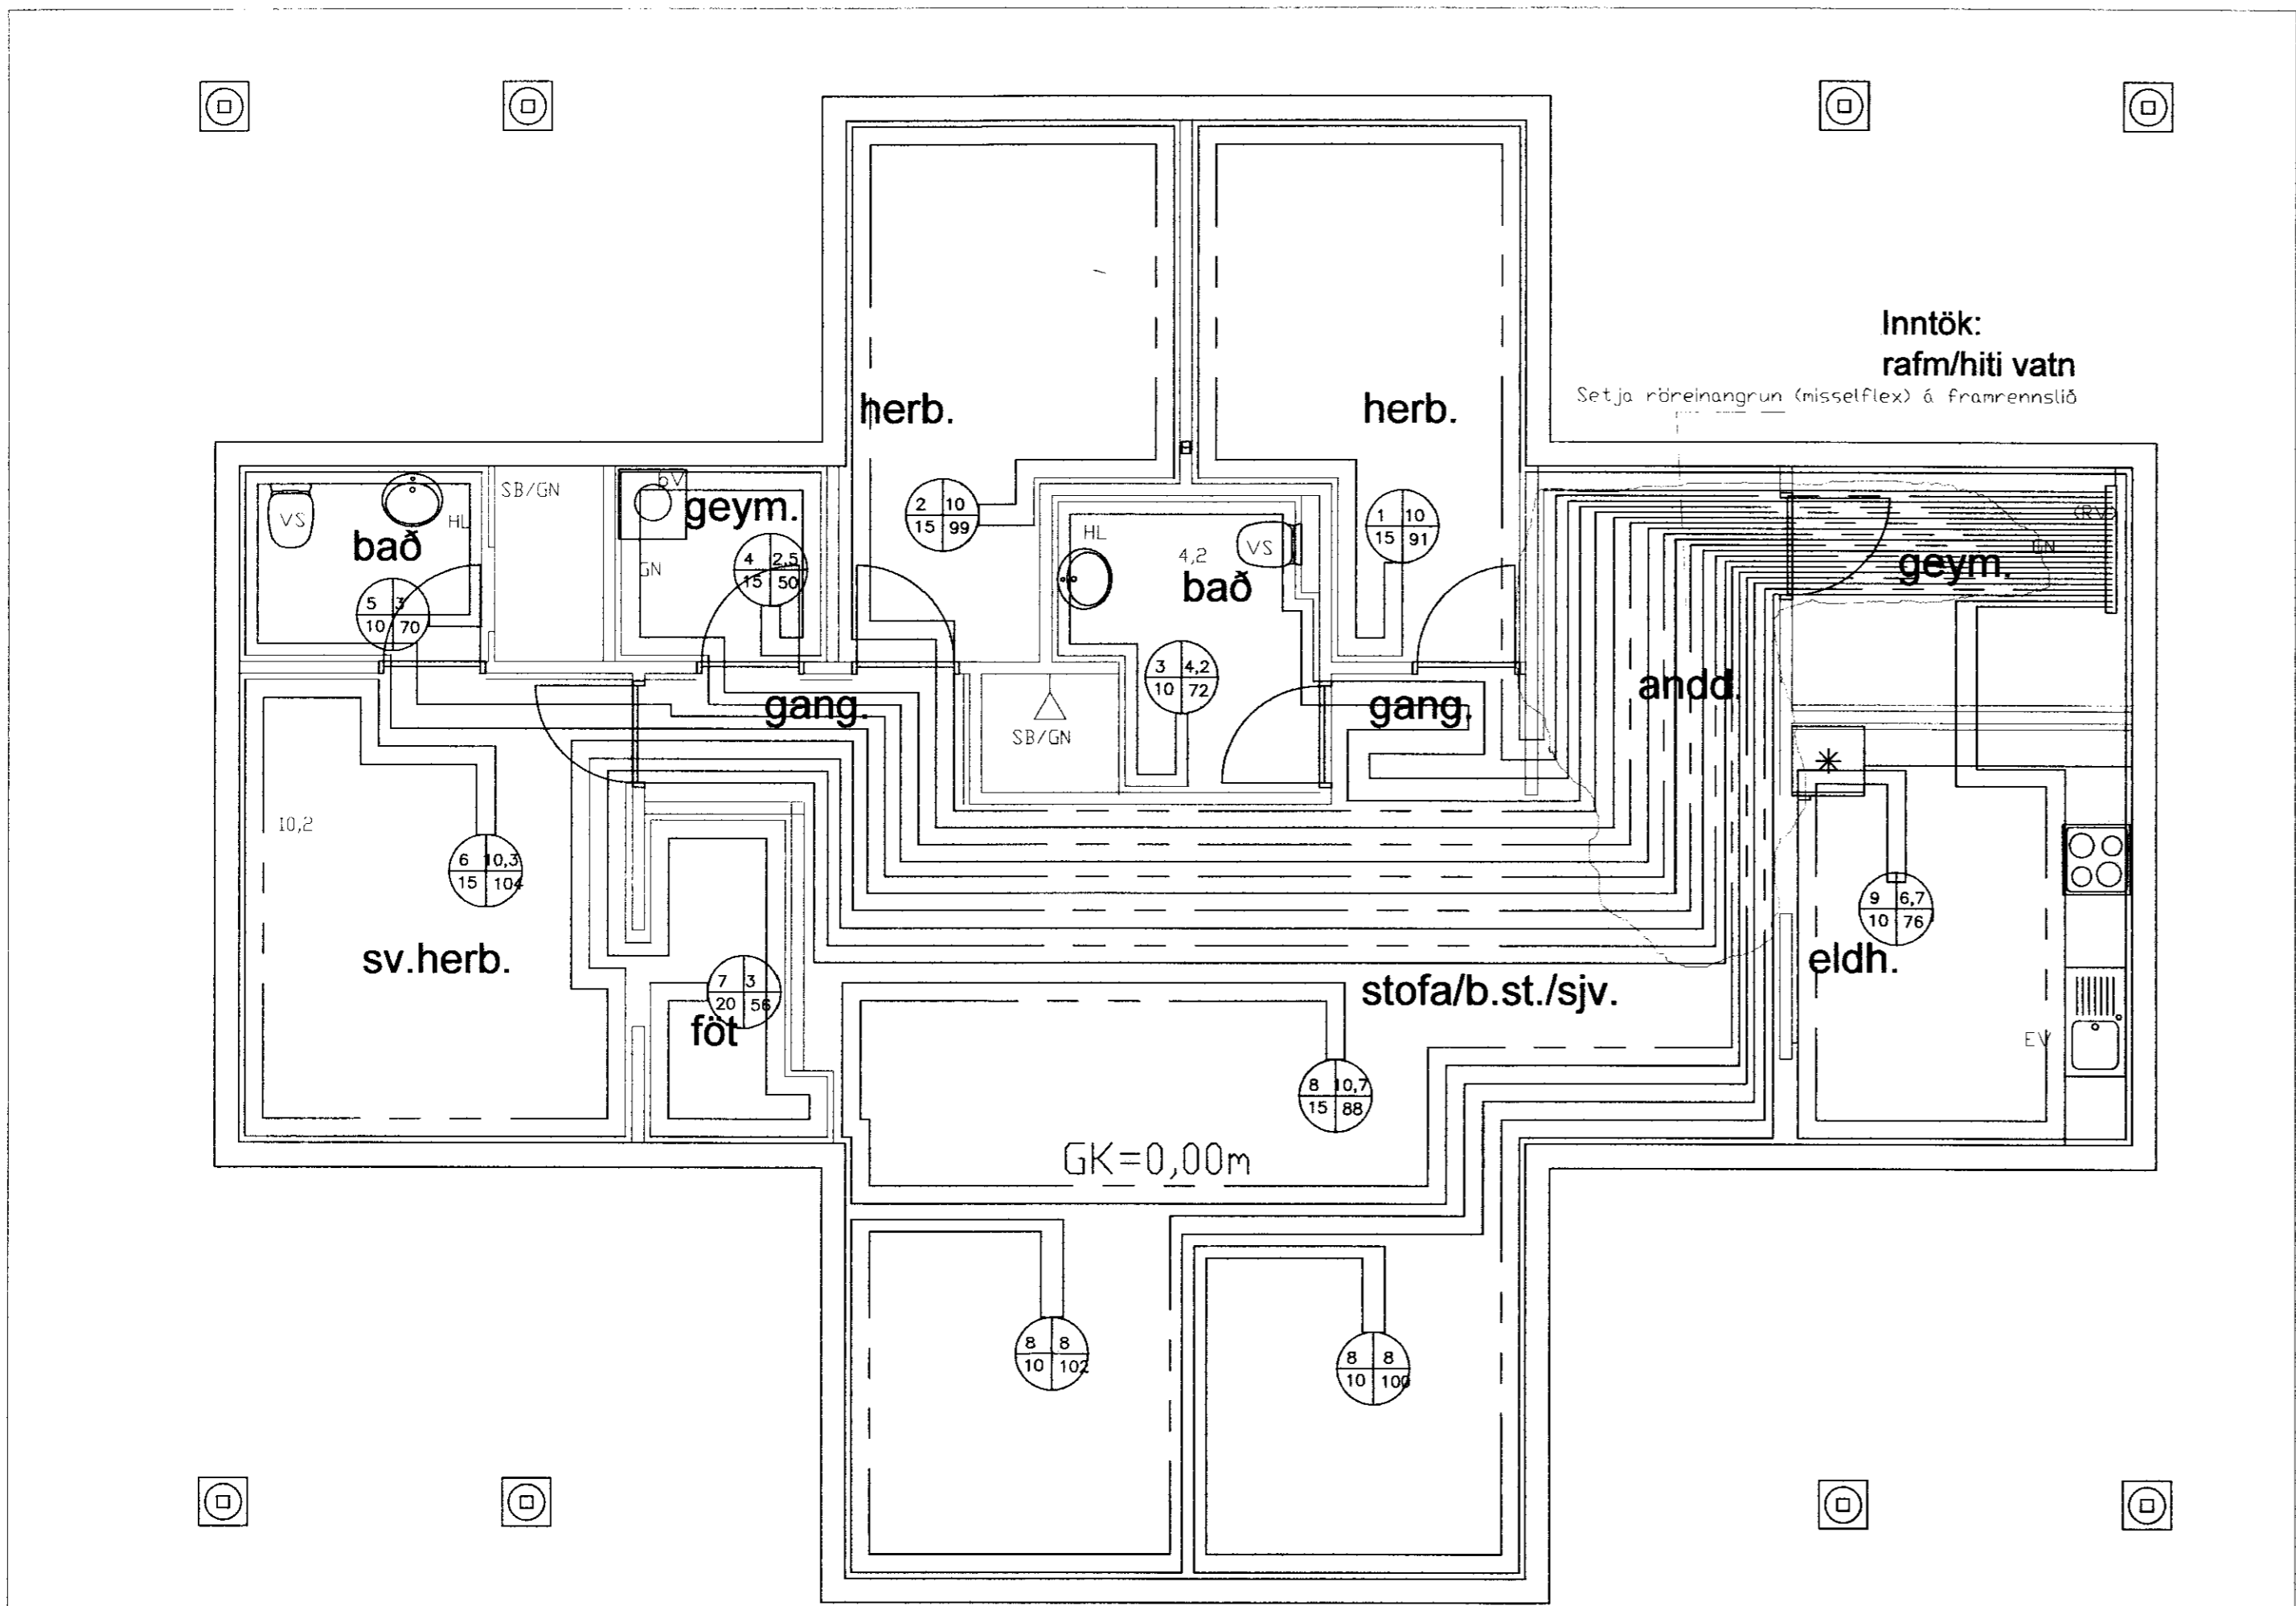 Inntök:
rafm/hiti vatn
Setja röreinangrun (misselflex) á framrennslið
herb.
herb.
bV
SB/GN
geym.
VS
HL
bað
2 10
15 99
1 10
15 91
(RV)
GN
geym.
HL
4,2
VS
bað
GN
4 2,5
15 50
5 3
10 70
3 4,2
10 72
andd.
gang.
gang.
SB/GN
10,2
6 10,3
15 104
9 6,7
10 76
sv.herb.
eldh.
stofa/b.st./sjv.
7 3
20 56
föt
EV
8 10,7
15 88
GK=0,00m
8 8
10 102
8 8
10 100